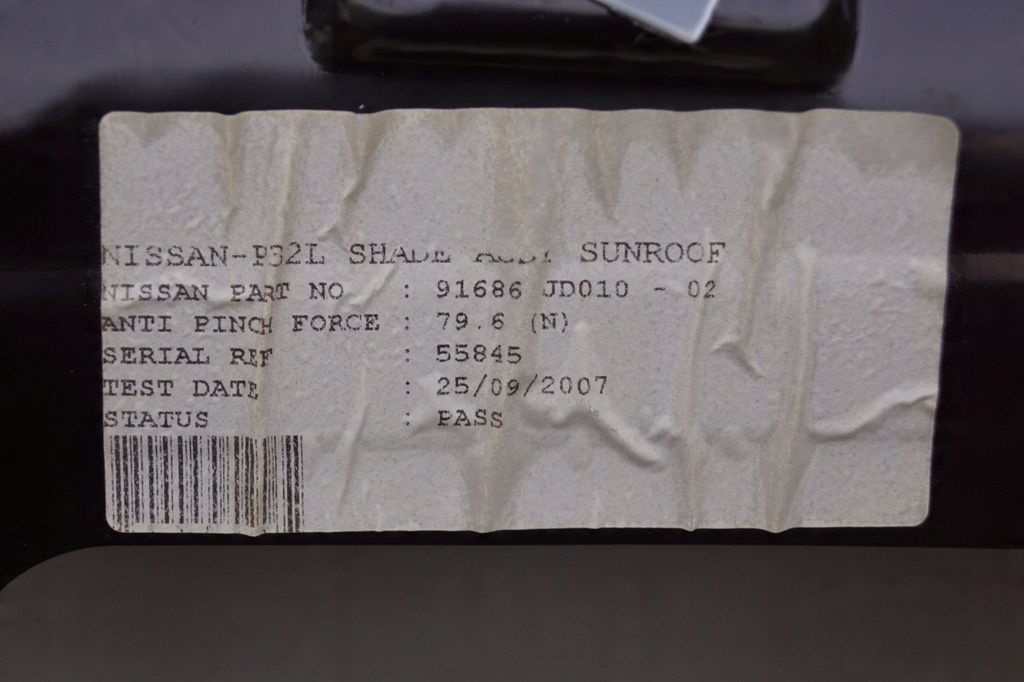 NISSAN-P32L SHADE ASSY SUNROOF
NISSAN PART NO : 91686 JD010 - 02
ANTI PINCH FORCE : 79.6 (N)
SERIAL REF : 55845
TEST DATE : 25/09/2007
STATUS : PASS